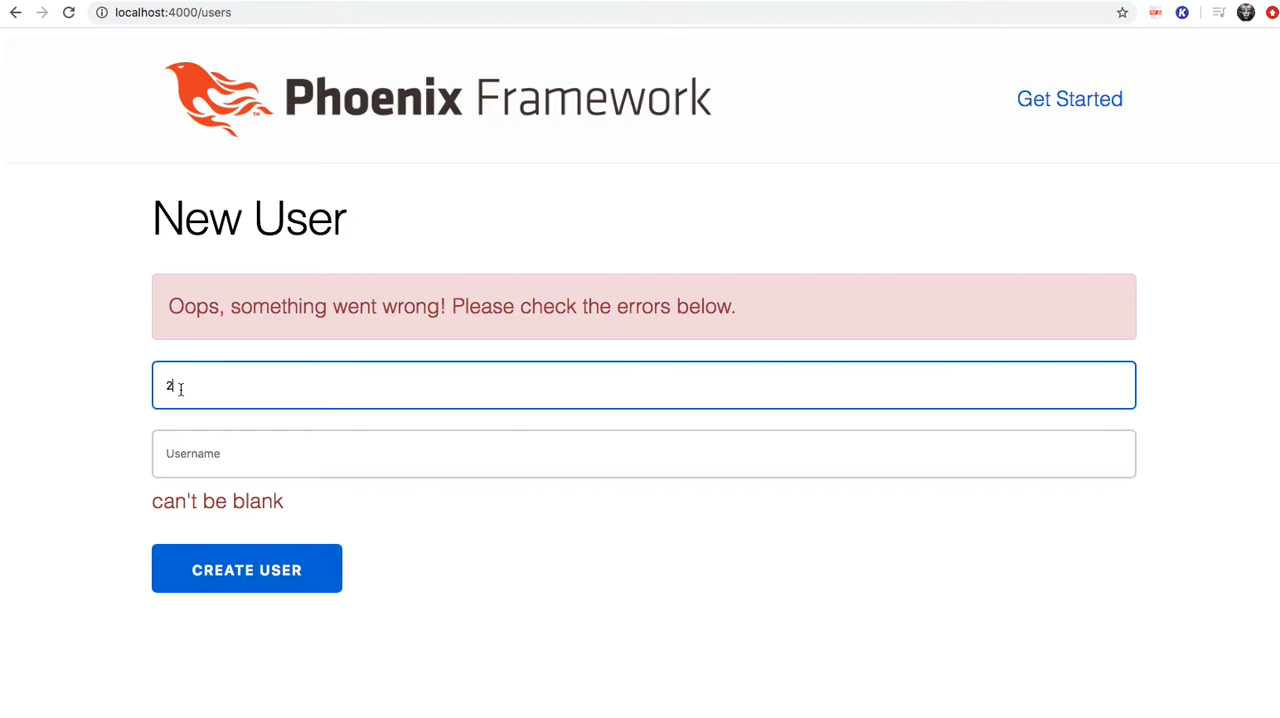 localhost:4000/users
K
Phoenix Framework
TM
Get Started
New User
Oops, something went wrong! Please check the errors below.
2
Username
can't be blank
CREATE USER